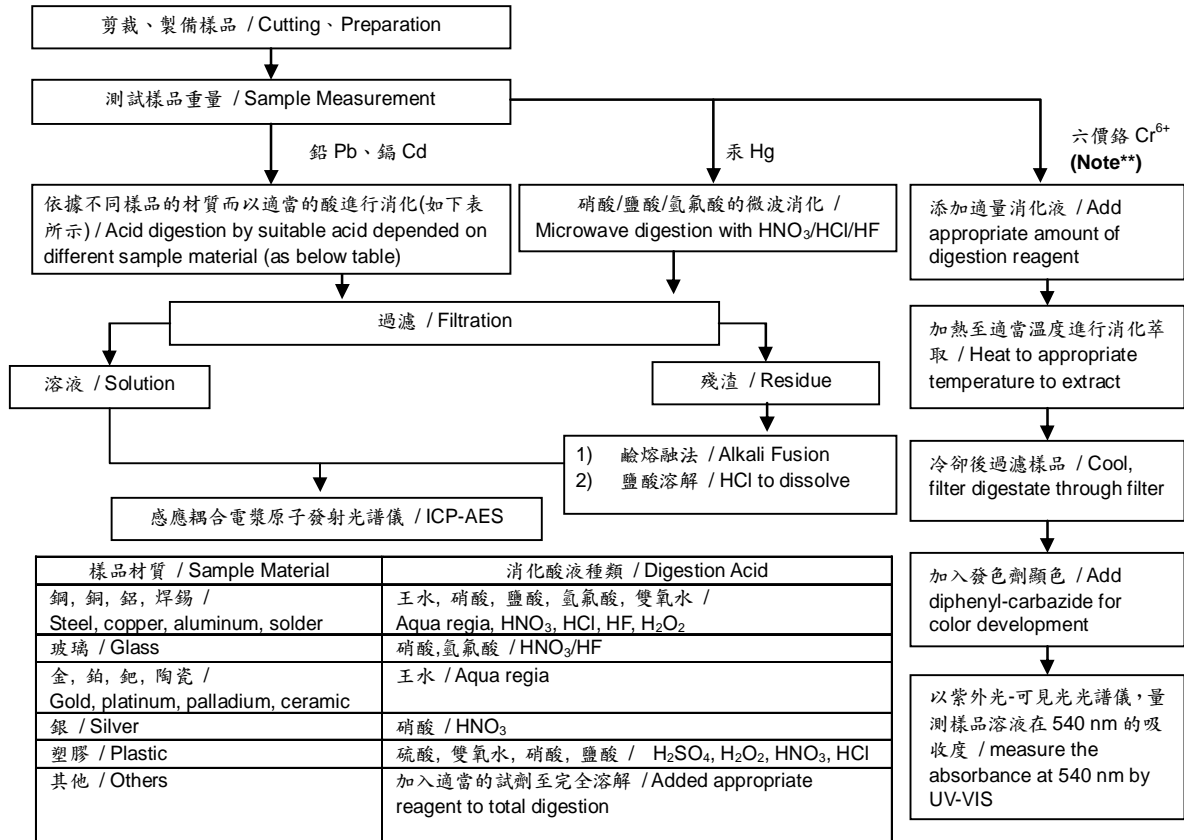 剪裁、製備樣品 / Cutting、Preparation
測試樣品重量 / Sample Measurement
鉛 Pb、鎘 Cd
汞 Hg
六價鉻 Cr⁶⁺
(Note**)
依據不同樣品的材質而以適當的酸進行消化(如下表
所示) / Acid digestion by suitable acid depended on
different sample material (as below table)
硝酸/鹽酸/氫氟酸的微波消化 /
Microwave digestion with HNO₃/HCl/HF
添加適量消化液 / Add
appropriate amount of
digestion reagent
過濾 / Filtration
加熱至適當溫度進行消化萃
取 / Heat to appropriate
temperature to extract
溶液 / Solution
殘渣 / Residue
1) 鹼熔融法 / Alkali Fusion
2) 鹽酸溶解 / HCl to dissolve
冷卻後過濾樣品 / Cool,
filter digestate through filter
感應耦合電漿原子發射光譜儀 / ICP-AES
加入發色劑顯色 / Add
diphenyl-carbazide for
color development
以紫外光-可見光光譜儀，量
測樣品溶液在 540 nm 的吸
收度 / measure the
absorbance at 540 nm by
UV-VIS
樣品材質 / Sample Material
消化酸液種類 / Digestion Acid
鋼, 銅, 鋁, 焊錫 /
Steel, copper, aluminum, solder
王水, 硝酸, 鹽酸, 氫氟酸, 雙氧水 /
Aqua regia, HNO₃, HCl, HF, H₂O₂
玻璃 / Glass
硝酸,氫氟酸 / HNO₃/HF
金, 鉑, 鈀, 陶瓷 /
Gold, platinum, palladium, ceramic
王水 / Aqua regia
銀 / Silver
硝酸 / HNO₃
塑膠 / Plastic
硫酸, 雙氧水, 硝酸, 鹽酸 / H₂SO₄, H₂O₂, HNO₃, HCl
其他 / Others
加入適當的試劑至完全溶解 / Added appropriate
reagent to total digestion